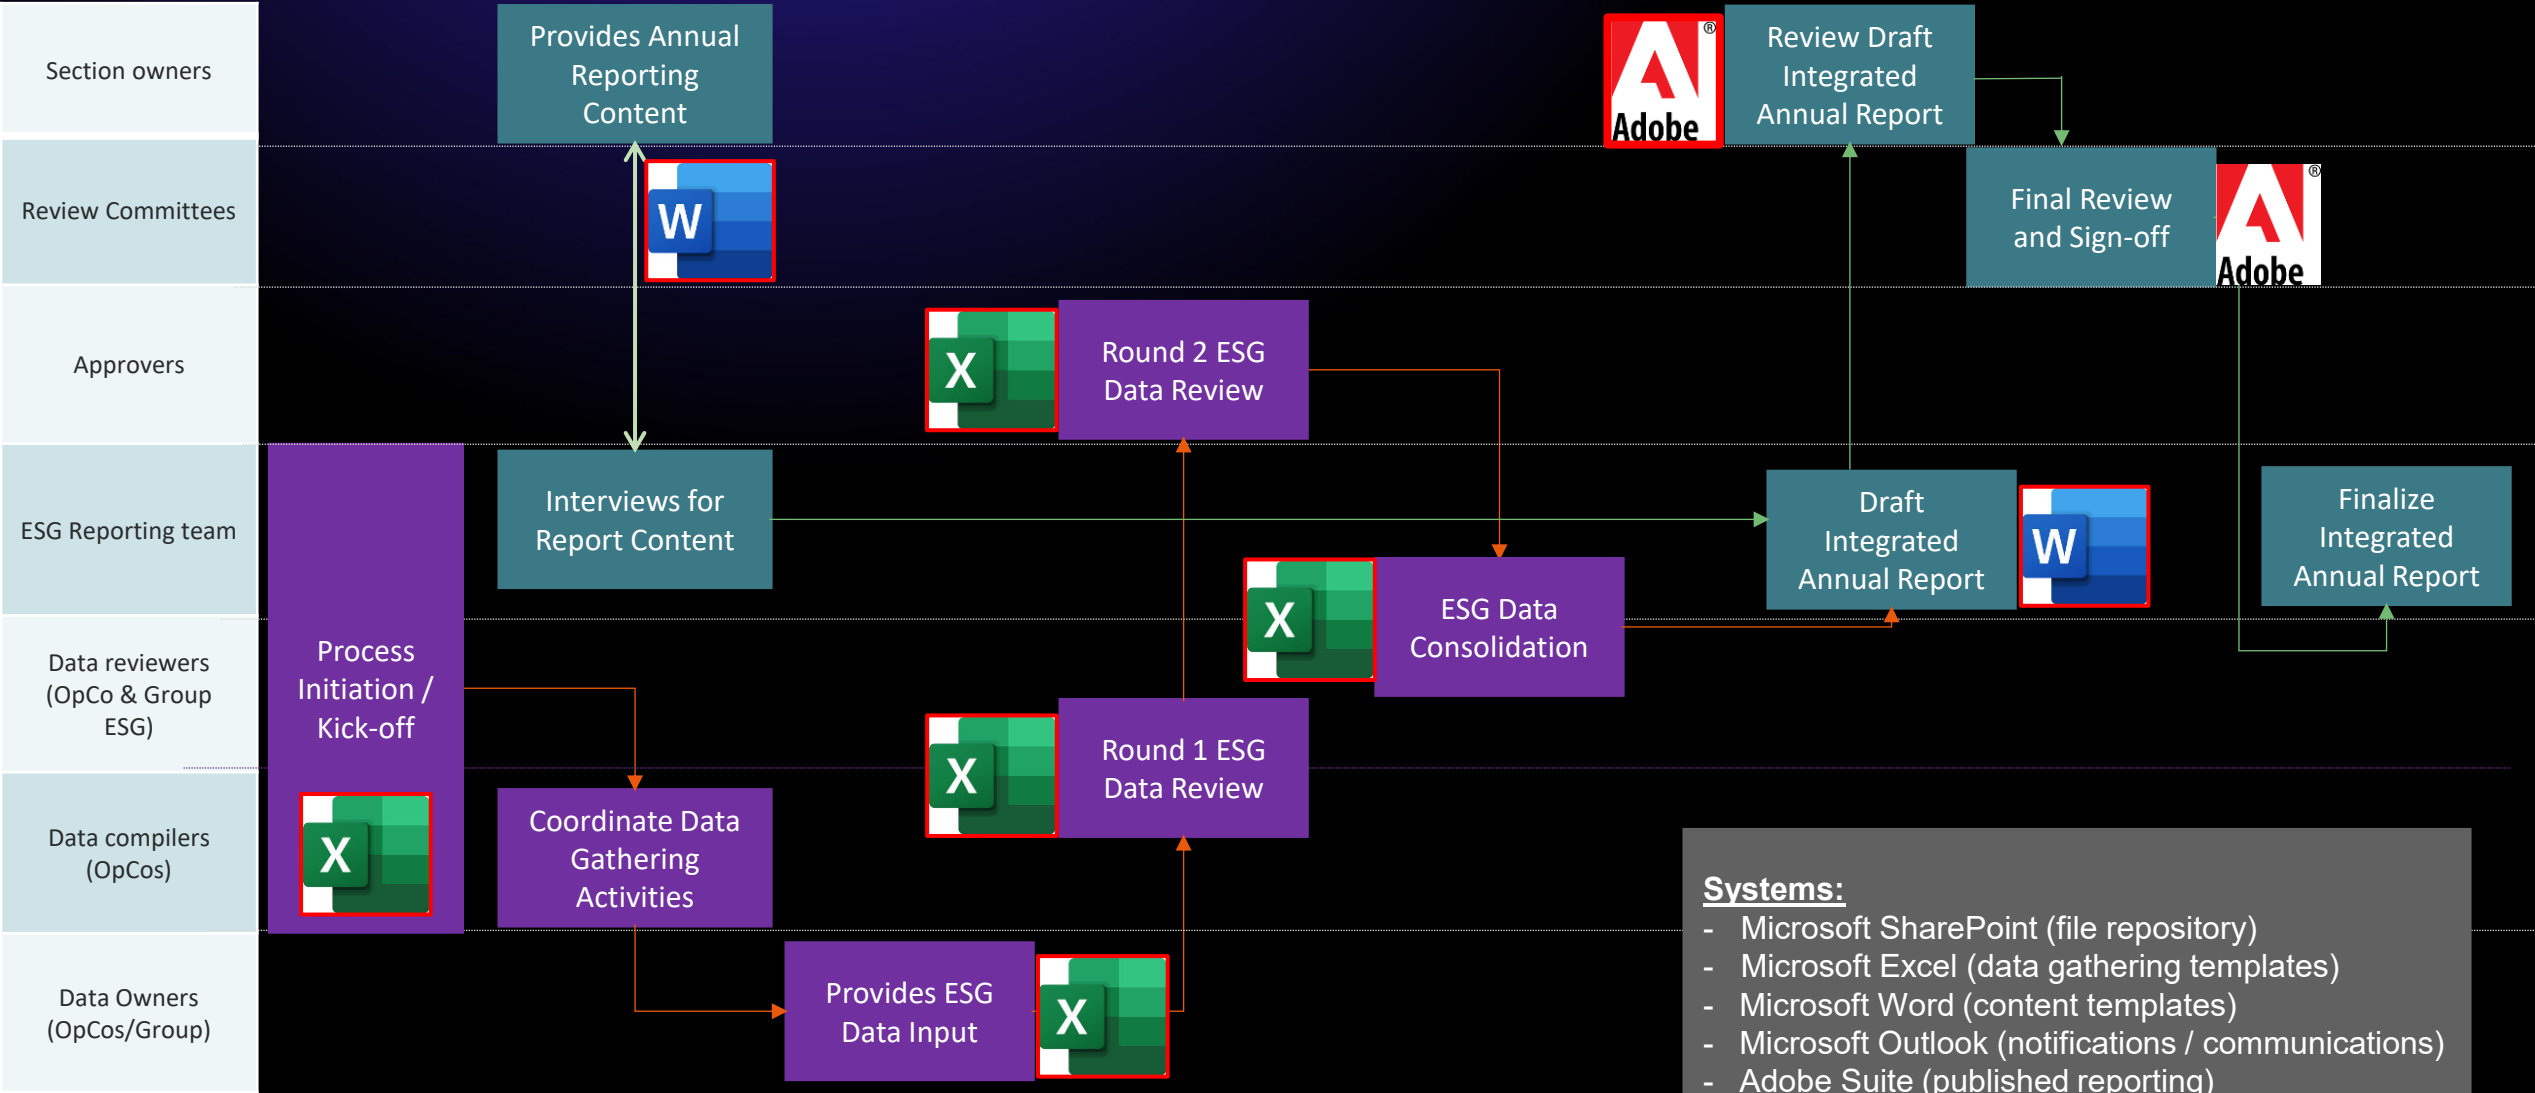 Section owners
Review Committees
Approvers
ESG Reporting team
Data reviewers
(OpCo & Group
ESG)
Data compilers
(OpCos)
Data Owners
(OpCos/Group)
Process
Initiation /
Kick-off
X
Provides Annual
Reporting
Content
W
Interviews for
Report Content
Coordinate Data
Gathering
Activities
Provides ESG
Data Input
X
X
Round 2 ESG
Data Review
X
Round 1 ESG
Data Review
X
ESG Data
Consolidation
Adobe
®
Review Draft
Integrated
Annual Report
Final Review
and Sign-off
®
Adobe
Draft
Integrated
Annual Report
W
Finalize
Integrated
Annual Report
Systems:
- Microsoft SharePoint (file repository)
- Microsoft Excel (data gathering templates)
- Microsoft Word (content templates)
- Microsoft Outlook (notifications / communications)
- Adobe Suite (published reporting)